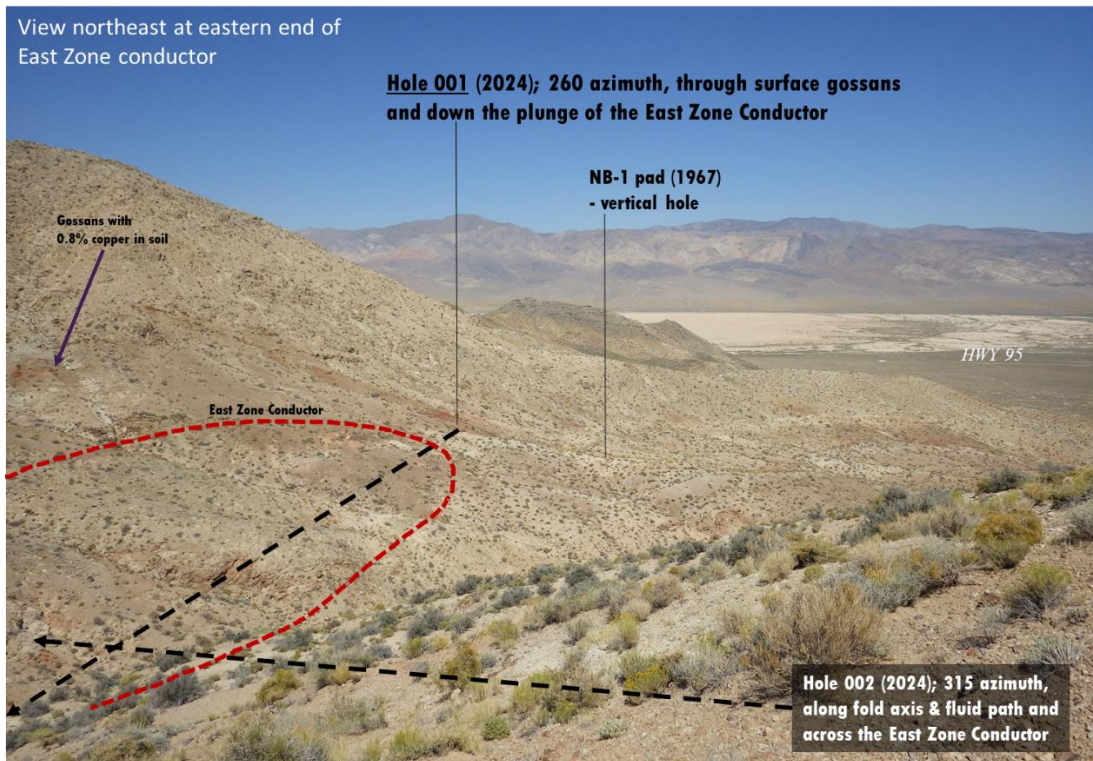 View northeast at eastern end of
East Zone conductor
Hole 001 (2024); 260 azimuth, through surface gossans
and down the plunge of the East Zone Conductor
NB-1 pad (1967)
- vertical hole
Gossans with
0.8% copper in soil
HWY 95
East Zone Conductor
Hole 002 (2024); 315 azimuth,
along fold axis & fluid path and
across the East Zone Conductor